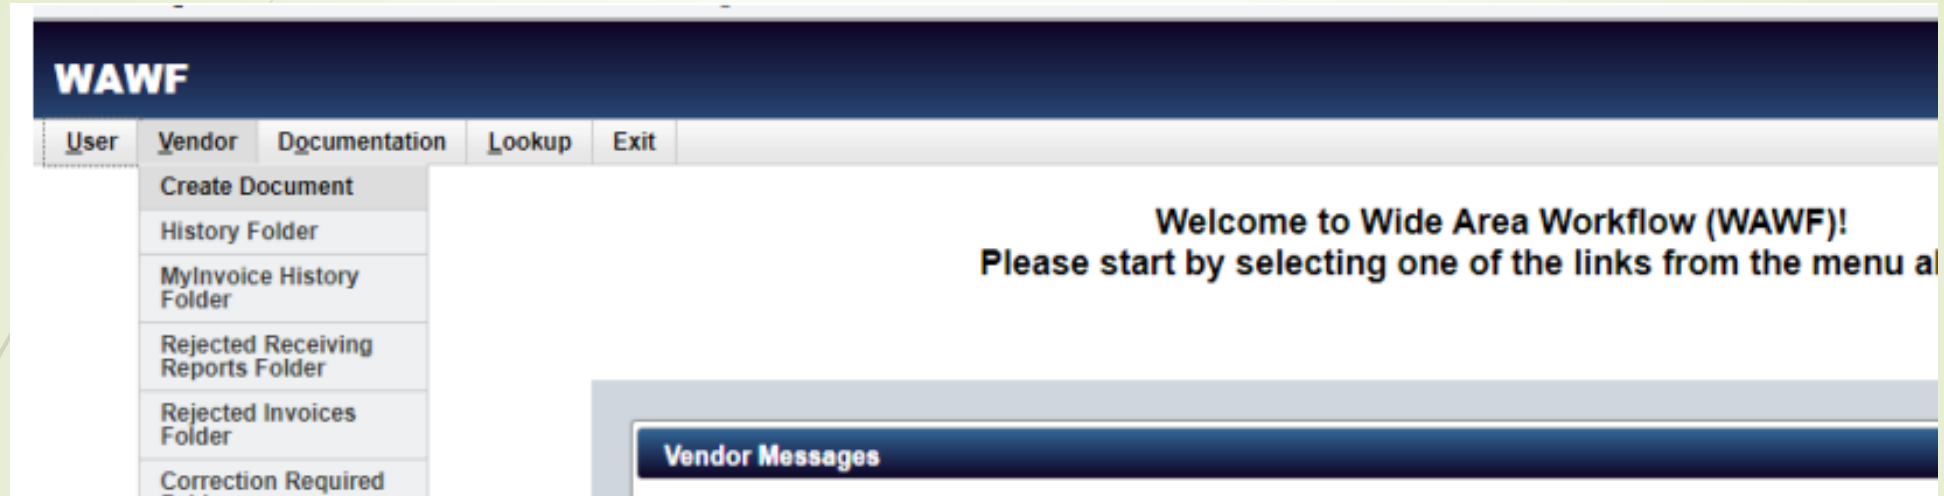 WAWF
User Vendor Documentation Lookup Exit
Create Document
History Folder
MyInvoice History
Folder
Rejected Receiving
Reports Folder
Rejected Invoices
Folder
Correction Required
Welcome to Wide Area Workflow (WAWF)!
Please start by selecting one of the links from the menu
Vendor Messages